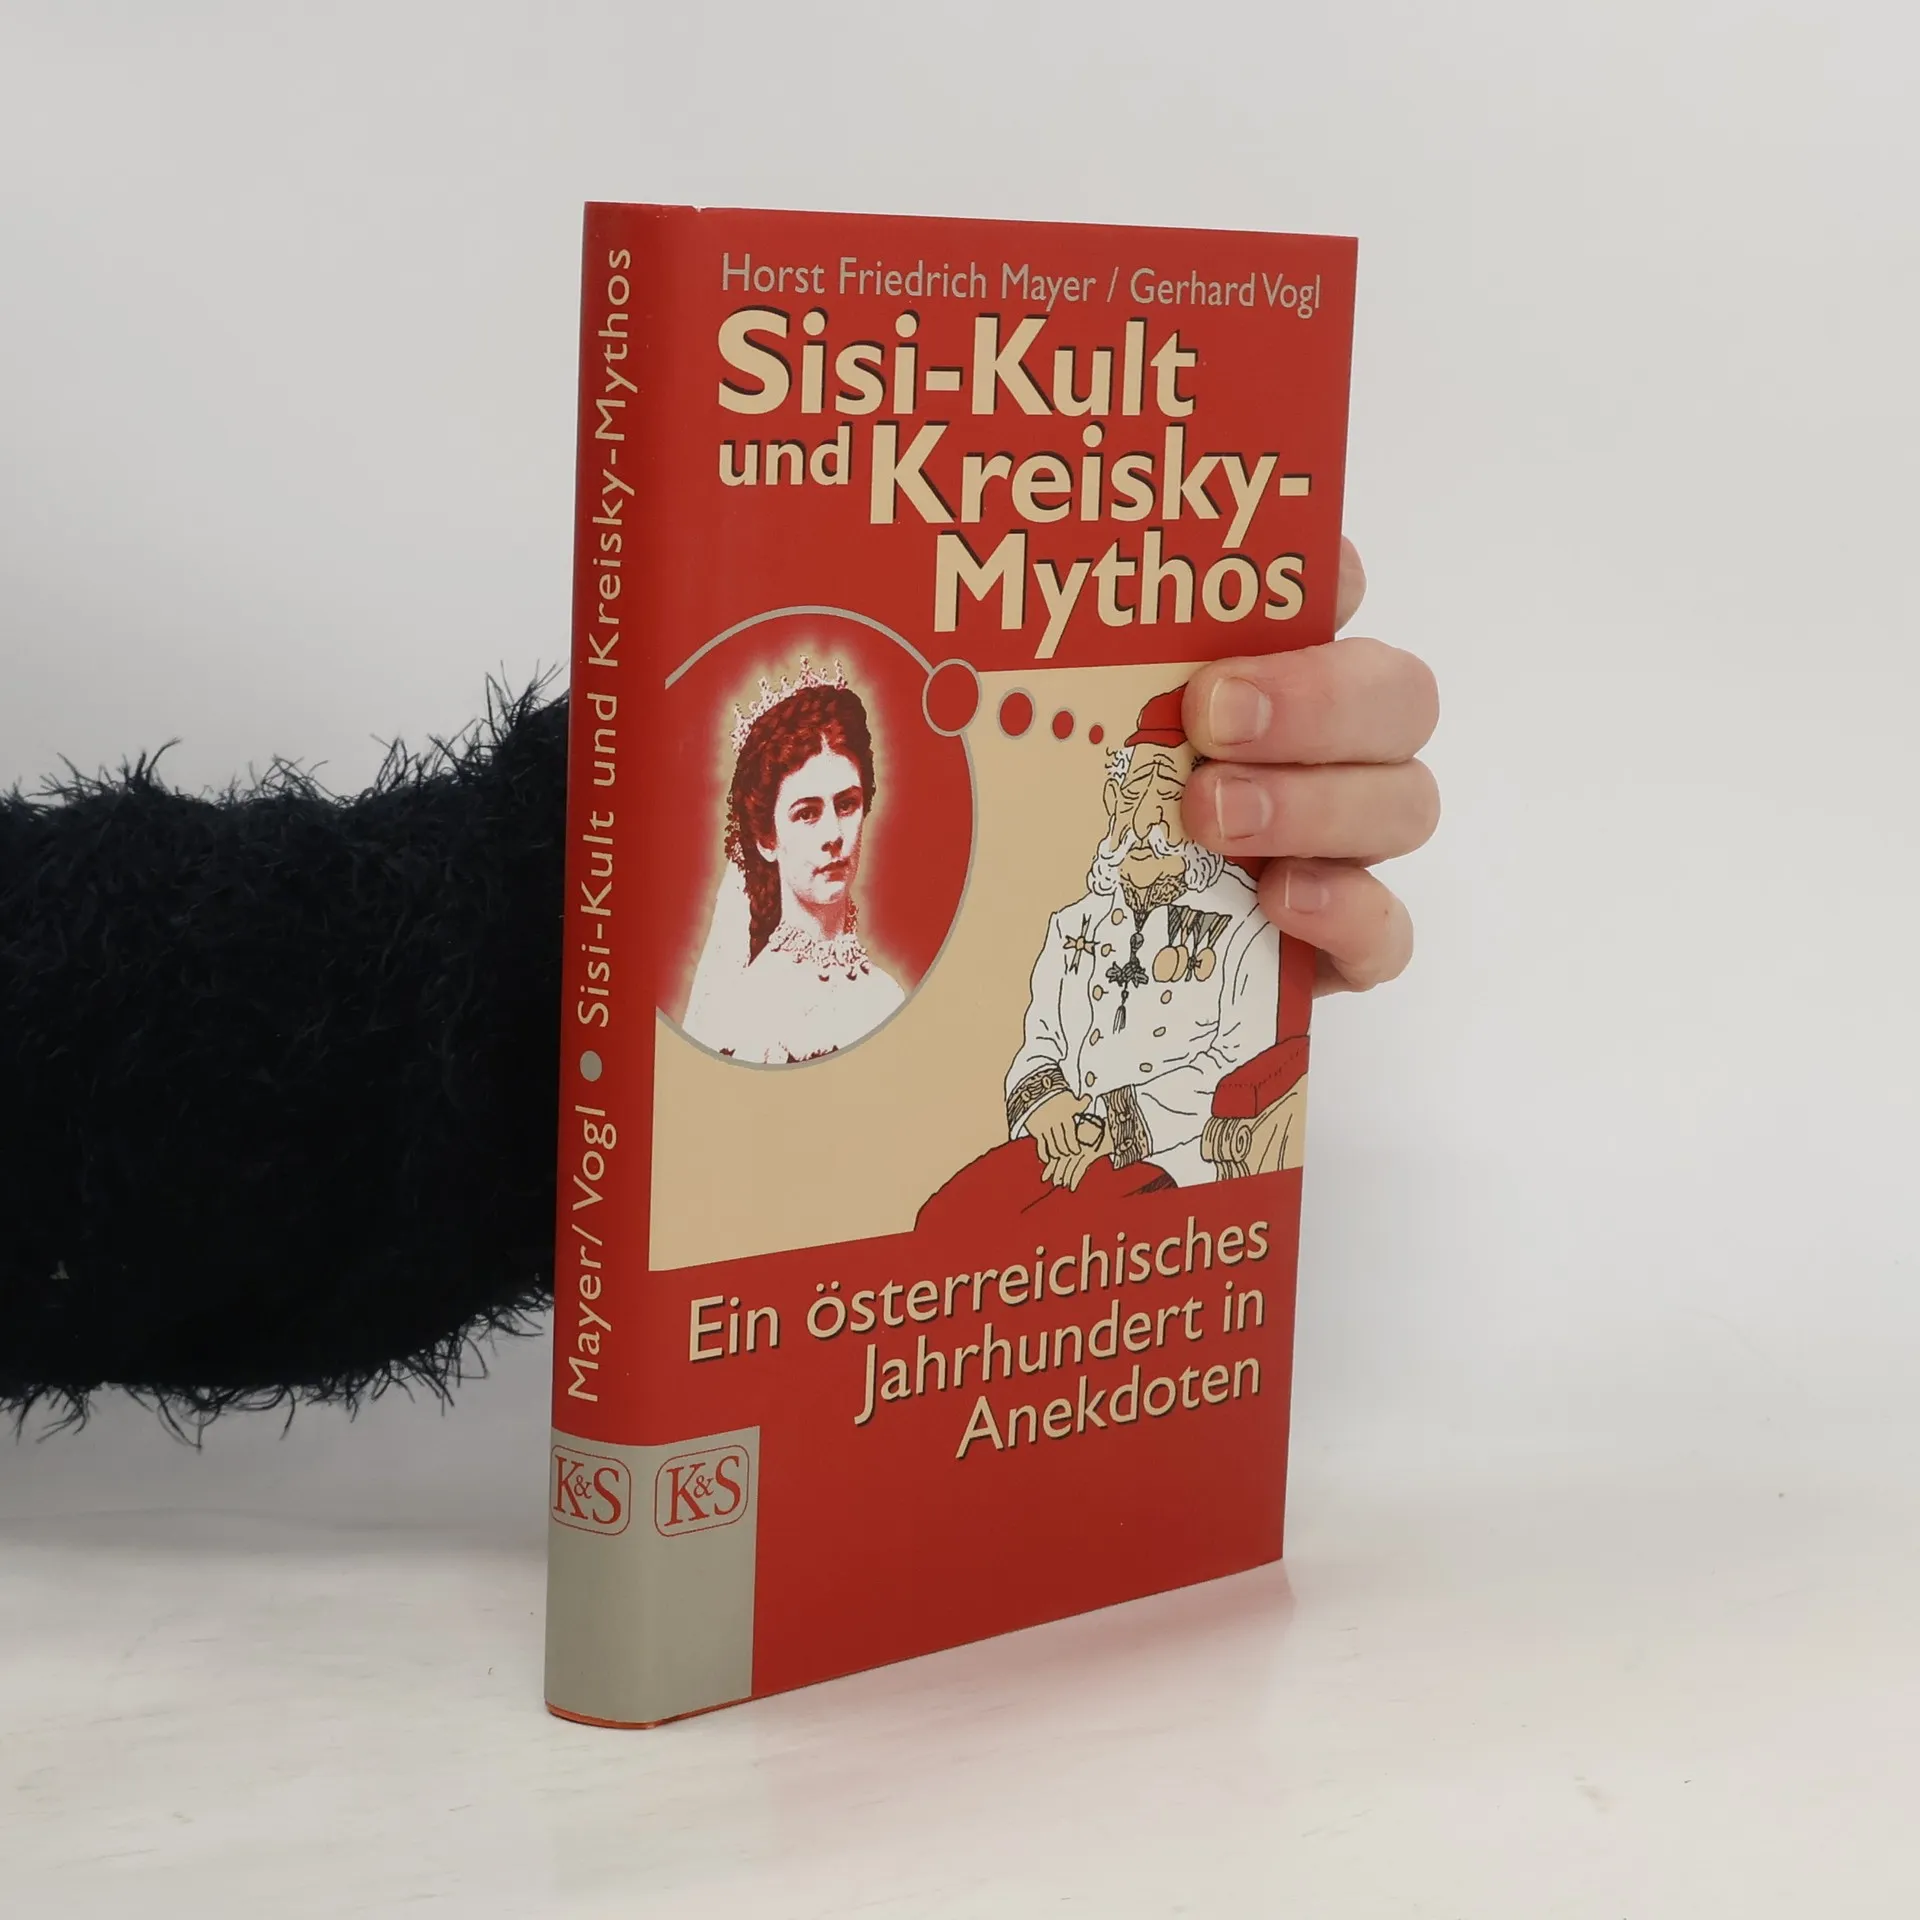 Mayer/Vogl ● Sisi-Kult und Kreisky-Mythos
K&S
Horst Friedrich Mayer / Gerhard Vogl
Sisi-Kult
und Kreisky-
Mythos
Ein österreichisches
Jahrhundert in
Anekdoten
K&S